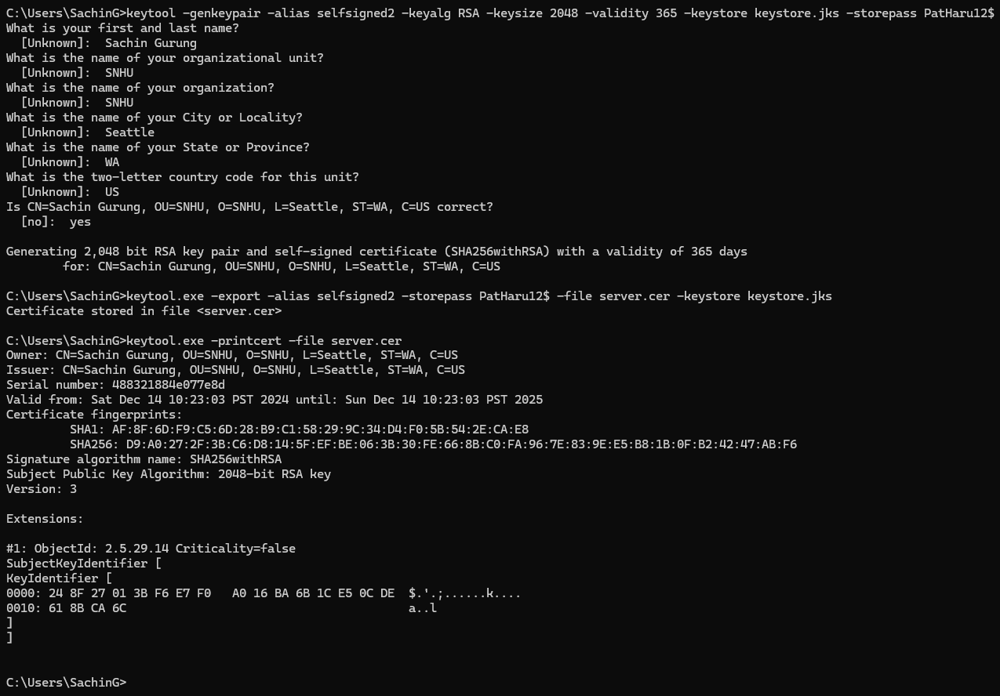 C:\Users\SachinG>keytool -genkeypair -alias selfsigned2 -keyalg RSA -keysize 2048 -validity 365 -keystore keystore.jks -storepass PatHaru12$
What is your first and last name?
  [Unknown]:  Sachin Gurung
What is the name of your organizational unit?
  [Unknown]:  SNHU
What is the name of your organization?
  [Unknown]:  SNHU
What is the name of your City or Locality?
  [Unknown]:  Seattle
What is the name of your State or Province?
  [Unknown]:  WA
What is the two-letter country code for this unit?
  [Unknown]:  US
Is CN=Sachin Gurung, OU=SNHU, O=SNHU, L=Seattle, ST=WA, C=US correct?
  [no]:  yes

Generating 2,048 bit RSA key pair and self-signed certificate (SHA256withRSA) with a validity of 365 days
        for: CN=Sachin Gurung, OU=SNHU, O=SNHU, L=Seattle, ST=WA, C=US

C:\Users\SachinG>keytool.exe -export -alias selfsigned2 -storepass PatHaru12$ -file server.cer -keystore keystore.jks
Certificate stored in file <server.cer>

C:\Users\SachinG>keytool.exe -printcert -file server.cer
Owner: CN=Sachin Gurung, OU=SNHU, O=SNHU, L=Seattle, ST=WA, C=US
Issuer: CN=Sachin Gurung, OU=SNHU, O=SNHU, L=Seattle, ST=WA, C=US
Serial number: 488321884e077e8d
Valid from: Sat Dec 14 10:23:03 PST 2024 until: Sun Dec 14 10:23:03 PST 2025
Certificate fingerprints:
         SHA1: AF:8F:6D:F9:C5:6D:28:B9:C1:58:29:9C:34:D4:F0:5B:54:2E:CA:E8
         SHA256: D9:A0:27:2F:3B:C6:D8:14:5F:EF:BE:06:3B:30:FE:66:8B:C0:FA:96:7E:83:9E:E5:B8:1B:0F:B2:42:47:AB:F6
Signature algorithm name: SHA256withRSA
Subject Public Key Algorithm: 2048-bit RSA key
Version: 3

Extensions:

#1: ObjectId: 2.5.29.14 Criticality=false
SubjectKeyIdentifier [
KeyIdentifier [
0000: 24 8F 27 01 3B F6 E7 F0   A0 16 BA 6B 1C E5 0C DE  $.'.;......k....
0010: 61 8B CA 6C                                        a..l
]
]

C:\Users\SachinG>